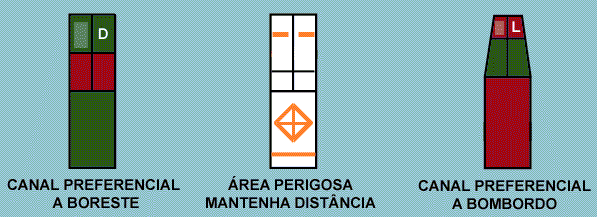 D
L
CANAL PREFERENCIAL
A BORESTE
ÁREA PERIGOSA
MANTENHA DISTÂNCIA
CANAL PREFERENCIAL
A BOMBORDO